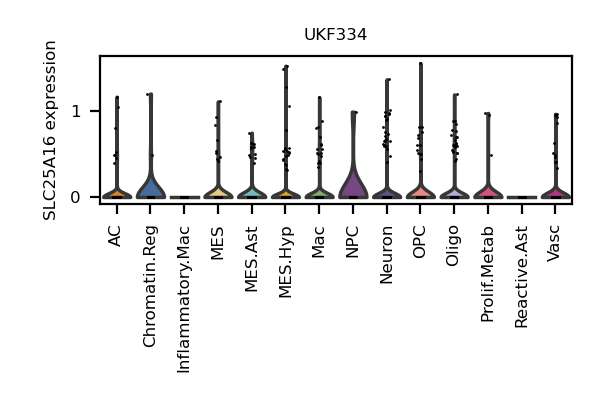 UKF334
SLC25A16 expression
1
0
AC
Chromatin.Reg
Inflammatory.Mac
MES
MES.Ast
MES.Hyp
Mac
NPC
Neuron
OPC
Oligo
Prolif.Metab
Reactive.Ast
Vasc